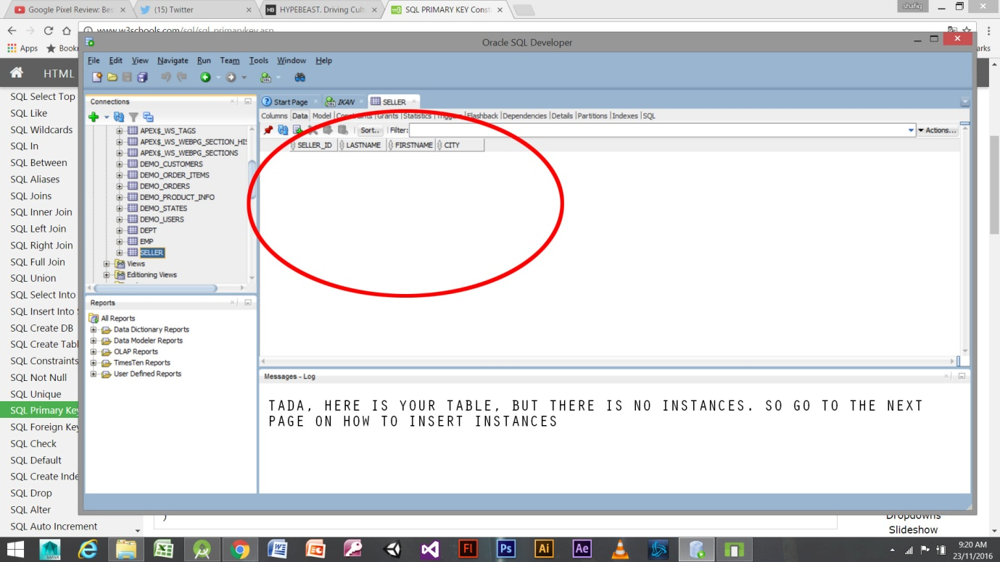 Google Pixel Review: Bes
(15) Twitter
HYPEBEAST. Driving Cult
SQL PRIMARY KEY Const
shafiq
www.w3schools.com/sql/sql_primarykey.asp
Apps
HTML
Oracle SQL Developer
File Edit View Navigate Run Team Tools Window Help
Connections
Start Page
IKAN
SELLER
Columns Data Model Constraints Grants Statistics Triggers Flashback Dependencies Details Partitions Indexes SQL
Sort.. Filter: Actions...
SELLER_ID LASTNAME FIRSTNAME CITY
APEX$_WS_TAGS
APEX$_WS_WEBPG_SECTION_HIS
APEX$_WS_WEBPG_SECTIONS
DEMO_CUSTOMERS
DEMO_ORDER_ITEMS
DEMO_ORDERS
DEMO_PRODUCT_INFO
DEMO_STATES
DEMO_USERS
DEPT
EMP
SELLER
Views
Editioning Views
Reports
All Reports
Data Dictionary Reports
Data Modeler Reports
OLAP Reports
TimesTen Reports
User Defined Reports
Messages - Log
TADA, HERE IS YOUR TABLE, BUT THERE IS NO INSTANCES. SO GO TO THE NEXT
PAGE ON HOW TO INSERT INSTANCES
SQL Select Top
SQL Like
SQL Wildcards
SQL In
SQL Between
SQL Aliases
SQL Joins
SQL Inner Join
SQL Left Join
SQL Right Join
SQL Full Join
SQL Union
SQL Select Into
SQL Insert Into S
SQL Create DB
SQL Create Tabl
SQL Constraints
SQL Not Null
SQL Unique
SQL Primary Key
SQL Foreign Key
SQL Check
SQL Default
SQL Create Inde
SQL Drop
SQL Alter
SQL Auto Increment
)
Dropdowns
Slideshow
9:20 AM
23/11/2016